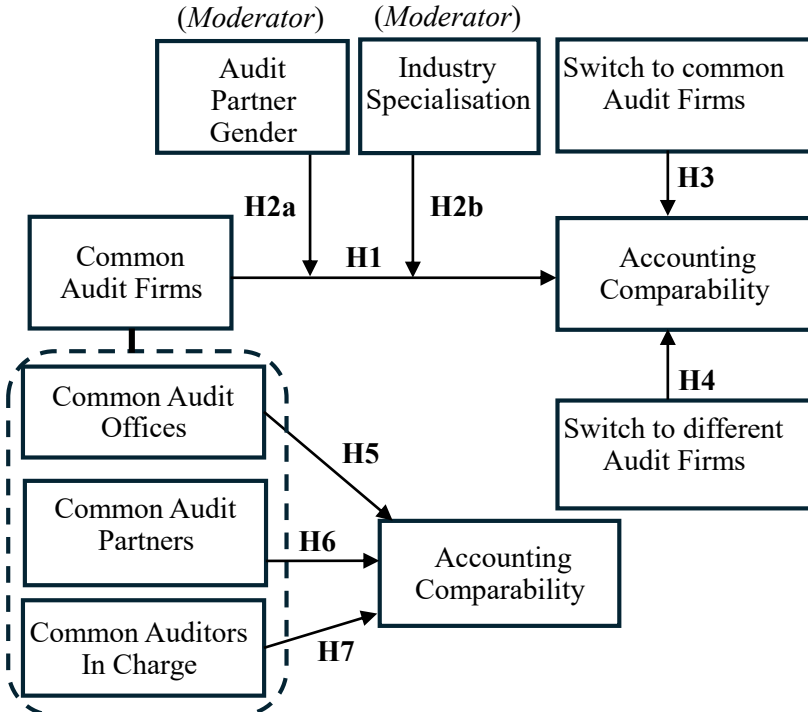 (Moderator)
(Moderator)
Audit
Partner
Gender
Industry
Specialisation
Switch to common
Audit Firms
H2a
H2b
H3
Common
Audit Firms
H1
Accounting
Comparability
H4
Switch to different
Audit Firms
Common Audit
Offices
H5
Common Audit
Partners
H6
Accounting
Comparability
Common Auditors
In Charge
H7